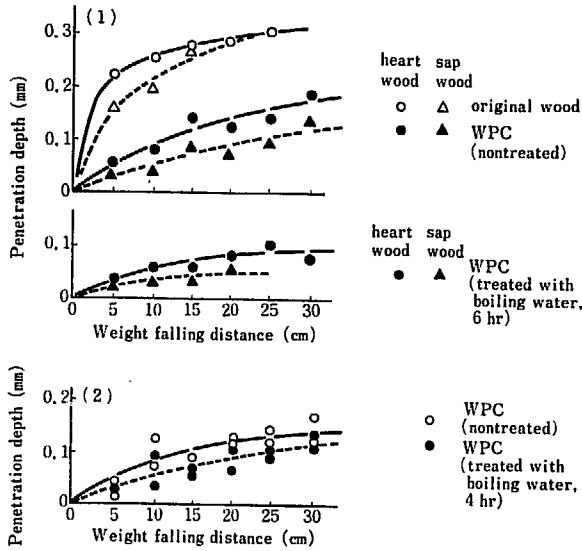 (1)
0.3
0.2
0.1
0
Penetration depth (mm)
heart sap
wood wood
original wood
WPC
(nontreated)
0.1
0
5 10 15 20 25 30
Weight falling distance (cm)
heart sap
wood wood
WPC
(treated with
boiling water,
6 hr)
(2)
0.2
0.1
0
Penetration depth (mm)
0 5 10 15 20 25 30
Weight falling distance (cm)
WPC
(nontreated)
WPC
(treated with
boiling water,
4 hr)